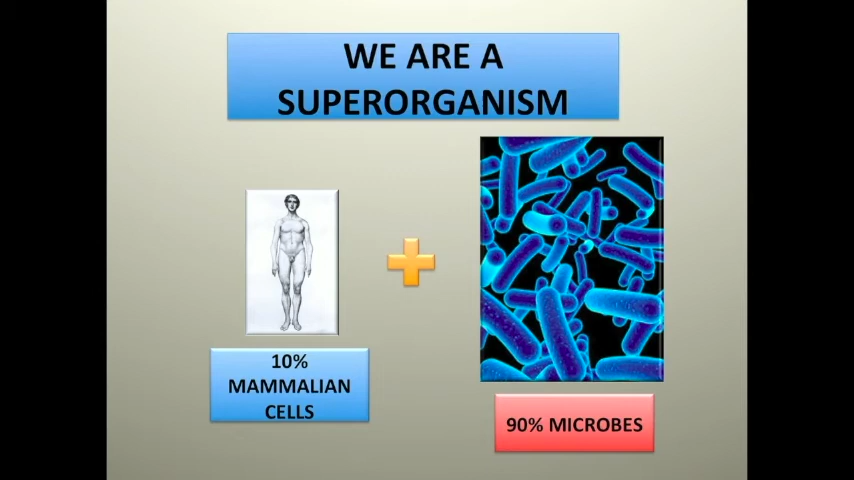 WE ARE A
SUPERORGANISM
10%
MAMMALIAN
CELLS
90% MICROBES